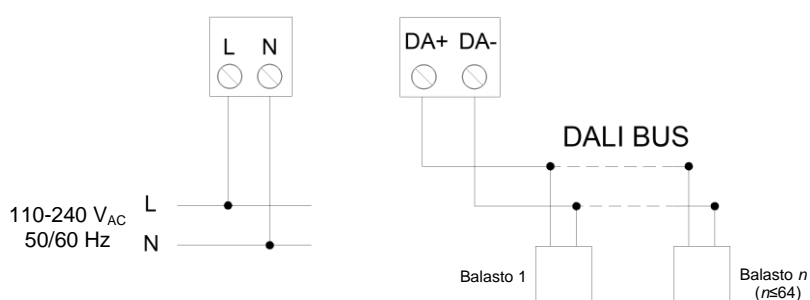 L N
DA+ DA-
DALI BUS
110-240 VAC
50/60 Hz
L
N
Balasto 1
Balasto n
(n≤64)